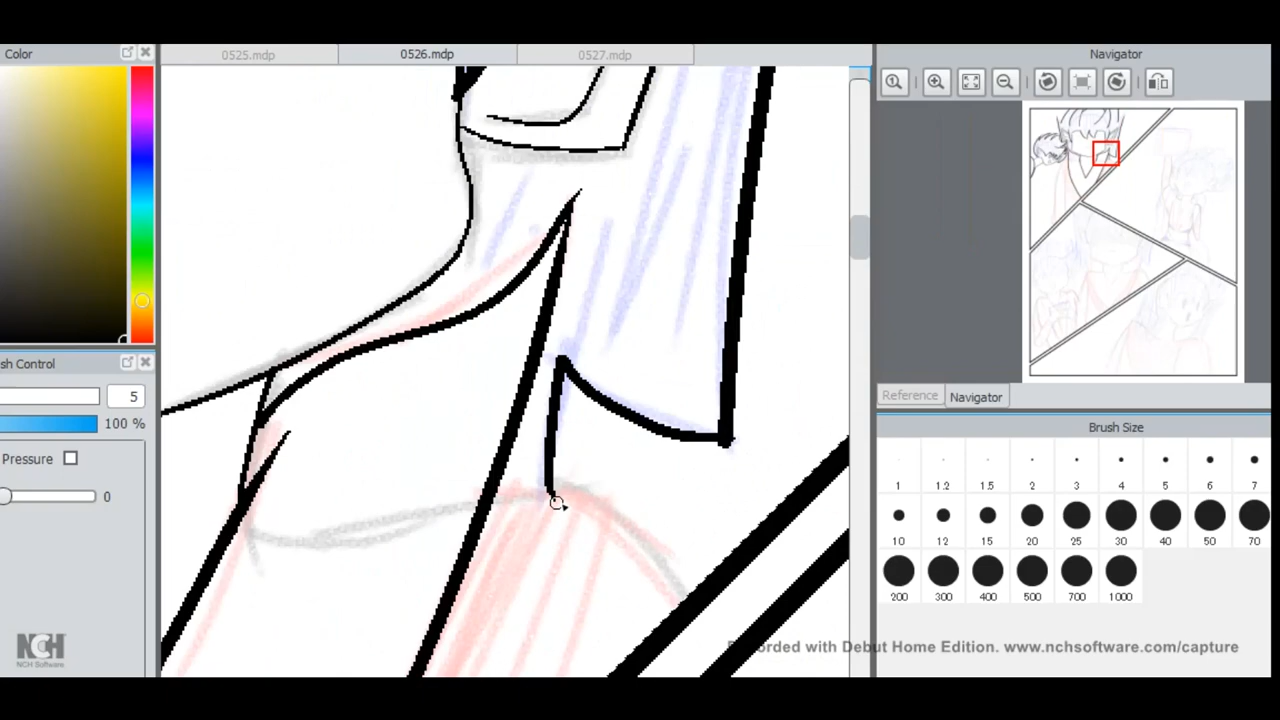 Color
0525.mdp
0526.mdp
0527.mdp
Navigator
sh Control
5
100 %
Pressure
0
Reference
Navigator
Brush Size
1 1.2 1.5 2 3 4 5 6 7
10 12 15 20 25 30 40 50 70
200 300 400 500 700 1000
NCH
NCH Software
orded with Debut Home Edition. www.nchsoftware.com/capture